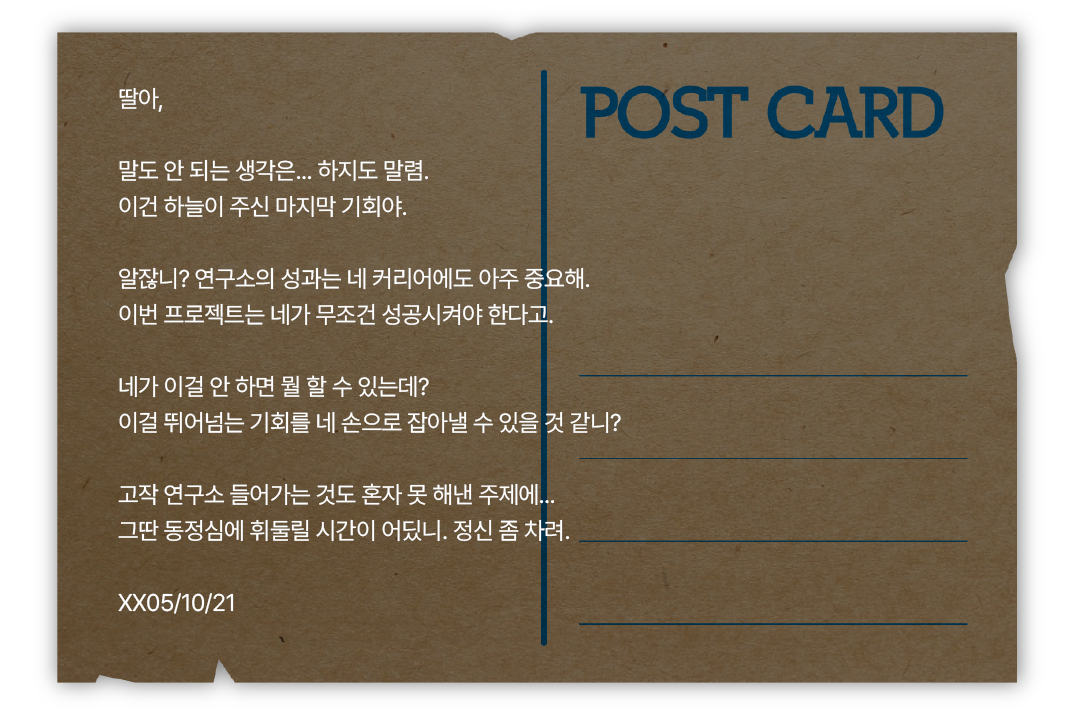 딸아,
말도 안 되는 생각은... 하지도 말렴.
이건 하늘이 주신 마지막 기회야.
알잖니? 연구소의 성과는 네 커리어에도 아주 중요해.
이번 프로젝트는 네가 무조건 성공시켜야 한다고.
네가 이걸 안 하면 뭘 할 수 있는데?
이걸 뛰어넘는 기회를 네 손으로 잡아낼 수 있을 것 같니?
고작 연구소 들어가는 것도 혼자 못 해낸 주제에...
그딴 동정심에 휘둘릴 시간이 어딨니. 정신 좀 차려.
XX05/10/21
POST CARD